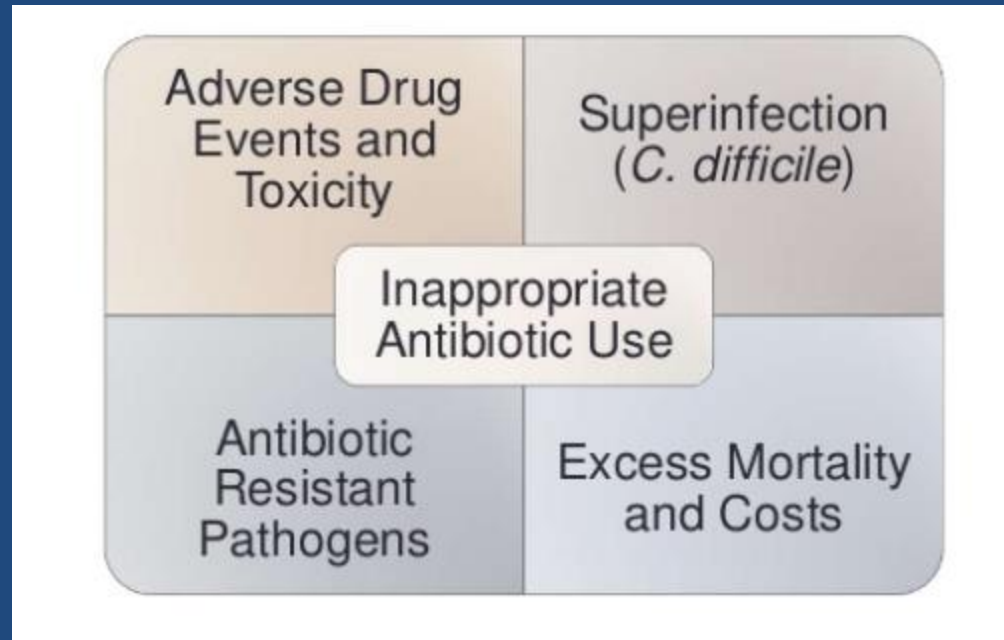 Adverse Drug
Events and
Toxicity
Superinfection
(C. difficile)
Inappropriate
Antibiotic Use
Antibiotic
Resistant
Pathogens
Excess Mortality
and Costs